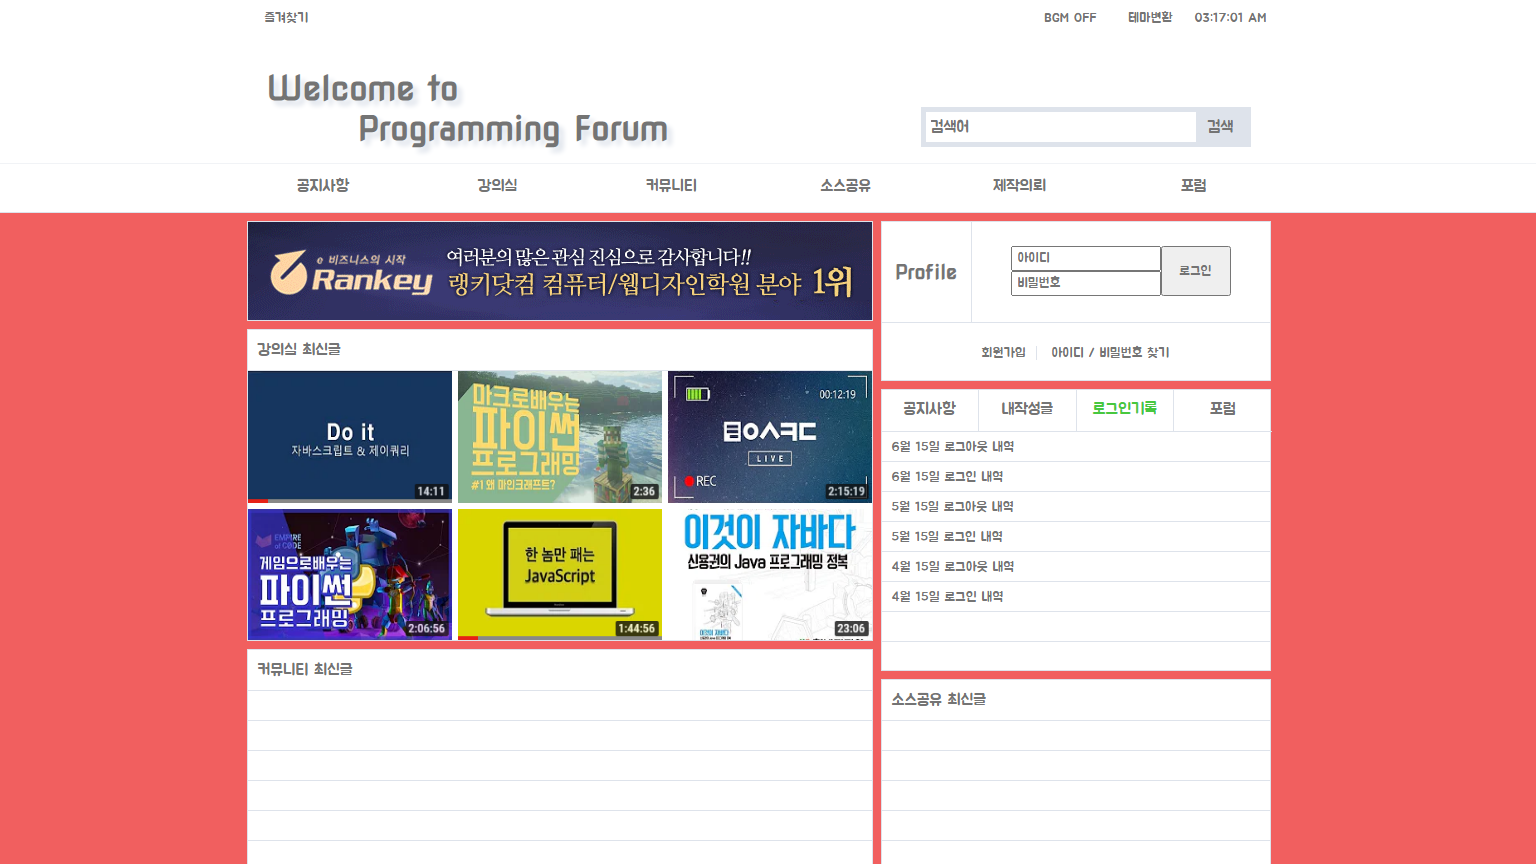 즐겨찾기
BGM OFF
테마변환
03:17:01 AM
Welcome to
Programming Forum
검색어
검색
공지사항
강의실
커뮤니티
소스공유
제작의뢰
포럼
e 비즈니스의 시작
Rankey
여러분의 많은 관심 진심으로 감사합니다!!
랭키닷컴 컴퓨터/웹디자인학원 분야 1위
Profile
아이디
비밀번호
로그인
회원가입
아이디 / 비밀번호 찾기
강의실 최신글
Do it
자바스크립트 & 제이쿼리
14:11
마크로배우는
파이썬
프로그래밍
#1 왜 마인크래프트?
2:36
00:12:19
LIVE
REC
2:15:19
EMPIRE
of CODE
게임으로배우는
파이썬
프로그래밍
2:06:56
한 놈만 패는
JavaScript
1:44:56
이것이 자바다
신용권의 Java 프로그래밍 정복
이것이 자바다
23:06
공지사항
내작성글
로그인기록
포럼
6월 15일 로그아웃 내역
6월 15일 로그인 내역
5월 15일 로그아웃 내역
5월 15일 로그인 내역
4월 15일 로그아웃 내역
4월 15일 로그인 내역
커뮤니티 최신글
소스공유 최신글